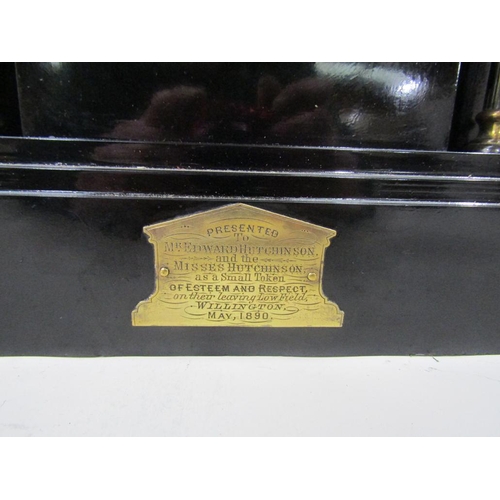 PRESENTED
To
Mr. EDWARD HUTCHINSON,
and the
MISSES HUTCHINSON,
as a Small Token
OF ESTEEM AND RESPECT,
on their leaving Low Field,
WILLINGTON.
MAY, 1890.